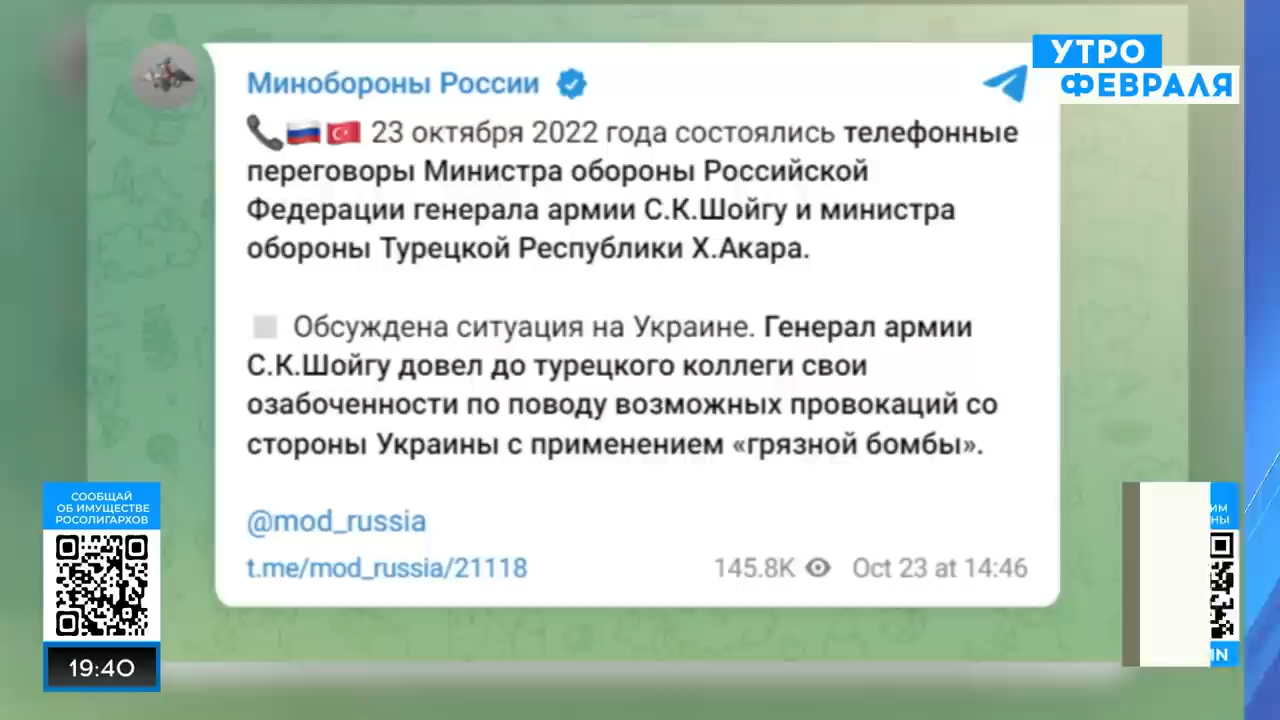 УТРО
ФЕВРАЛЯ
Минобороны России
23 октября 2022 года состоялись телефонные
переговоры Министра обороны Российской
Федерации генерала армии С.К.Шойгу и министра
обороны Турецкой Республики Х.Акара.
Обсуждена ситуация на Украине. Генерал армии
С.К.Шойгу довел до турецкого коллеги свои
озабоченности по поводу возможных провокаций со
стороны Украины с применением «грязной бомбы».
@mod_russia
t.me/mod_russia/21118
145.8K Oct 23 at 14:46
СООБЩАЙ
ОБ ИМУЩЕСТВЕ
РОСОЛИГАРХОВ
19:40